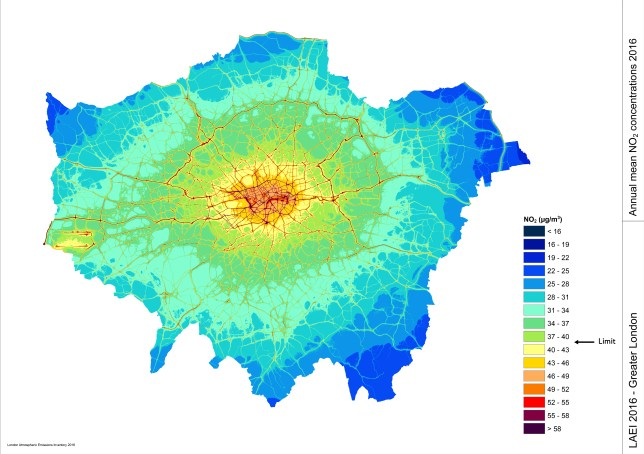 Annual mean NO₂ concentrations 2016
LAEI 2016 - Greater London
NO₂ (µg/m³)
< 16
16 - 19
19 - 22
22 - 25
25 - 28
28 - 31
31 - 34
34 - 37
37 - 40
40 - 43
43 - 46
46 - 49
49 - 52
52 - 55
55 - 58
> 58
Limit
London Atmospheric Emissions Inventory 2016